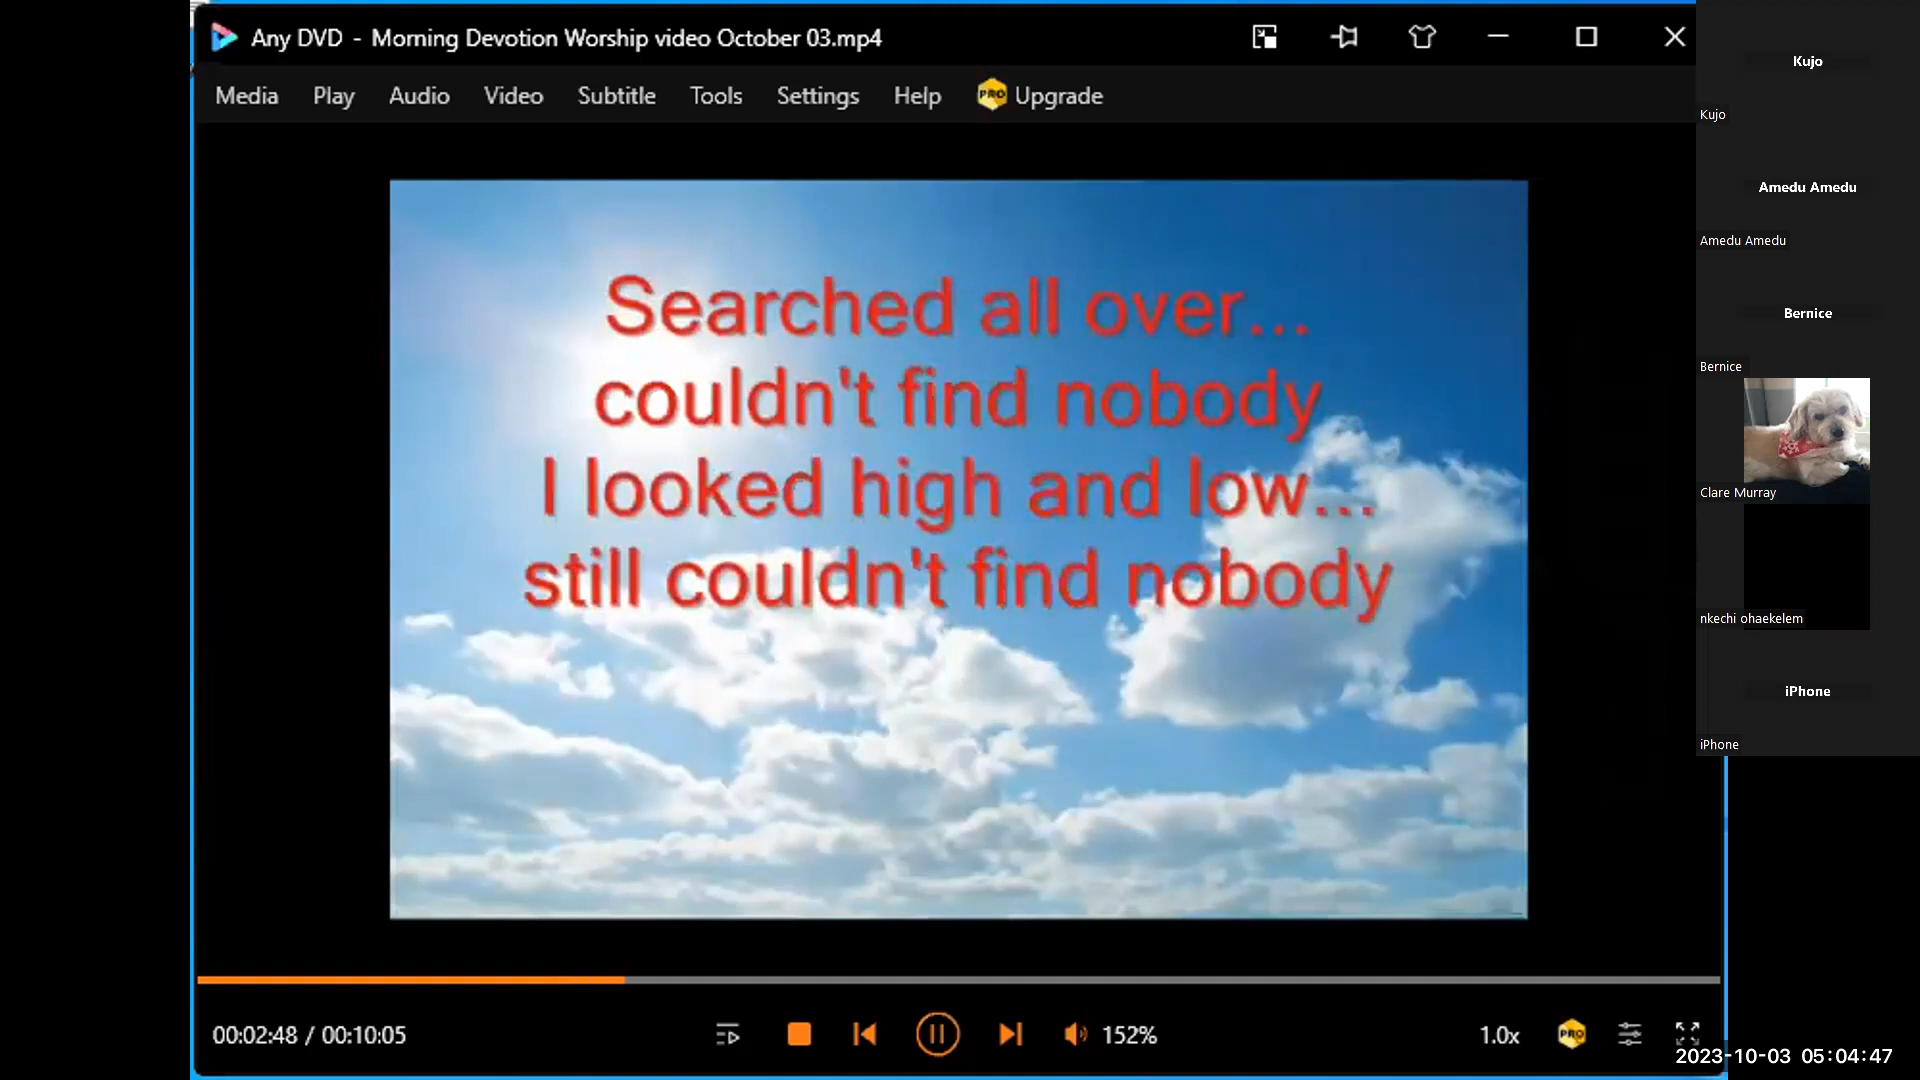 Any DVD - Morning Devotion Worship video October 03.mp4
Media Play Audio Video Subtitle Tools Settings Help PRO Upgrade
Searched all over...
couldn't find nobody
I looked high and low...
still couldn't find nobody
00:02:48 / 00:10:05
152%
1.0x
PRO
Kujo
Kujo
Amedu Amedu
Amedu Amedu
Bernice
Bernice
Clare Murray
nkechi ohaekelem
iPhone
iPhone
2023-10-03 05:04:47